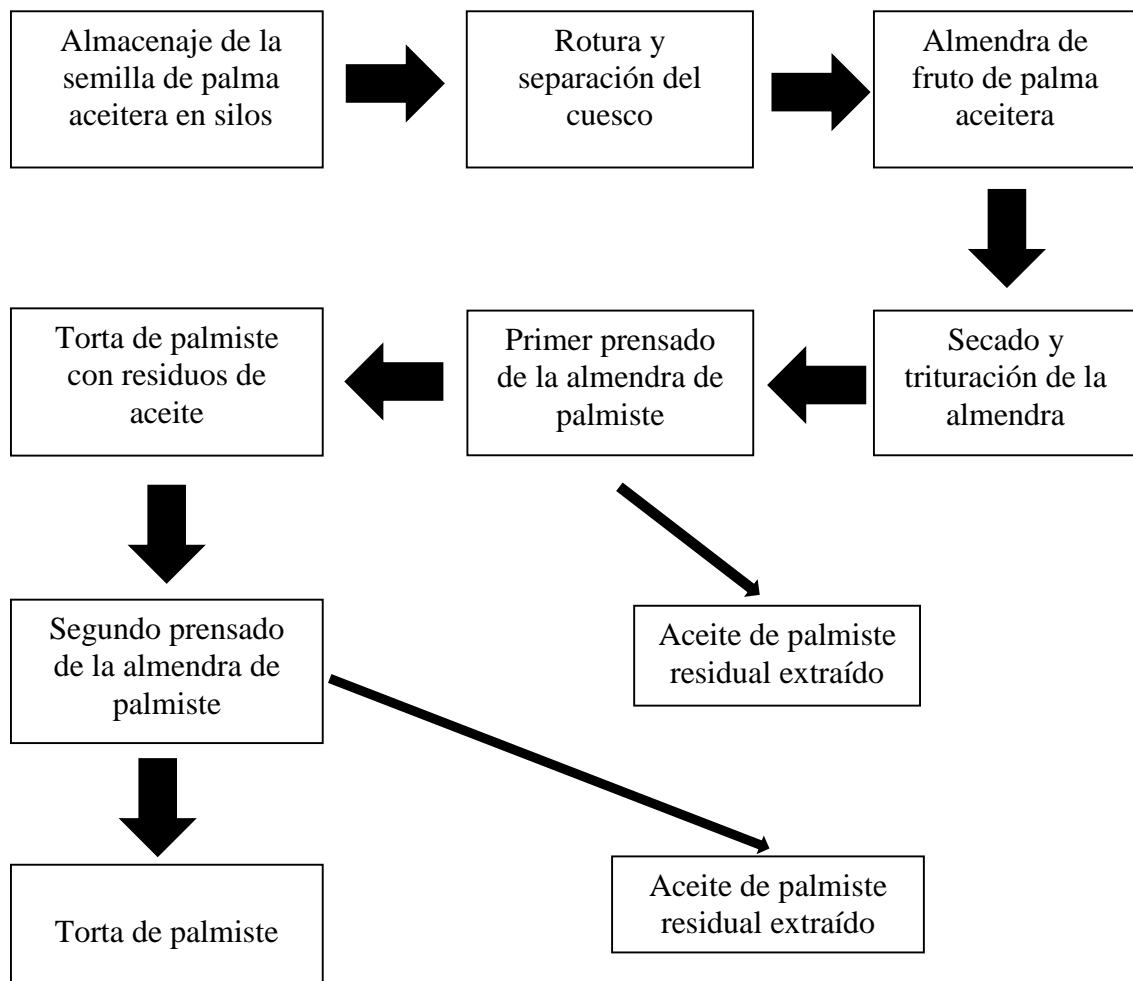 Almacenaje de la
semilla de palma
aceitera en silos
Rotura y
separación del
cuesco
Almendra de
fruto de palma
aceitera
Secado y
trituración de la
almendra
Primer prensado
de la almendra de
palmiste
Torta de palmiste
con residuos de
aceite
Segundo prensado
de la almendra de
palmiste
Aceite de palmiste
residual extraído
Aceite de palmiste
residual extraído
Torta de palmiste